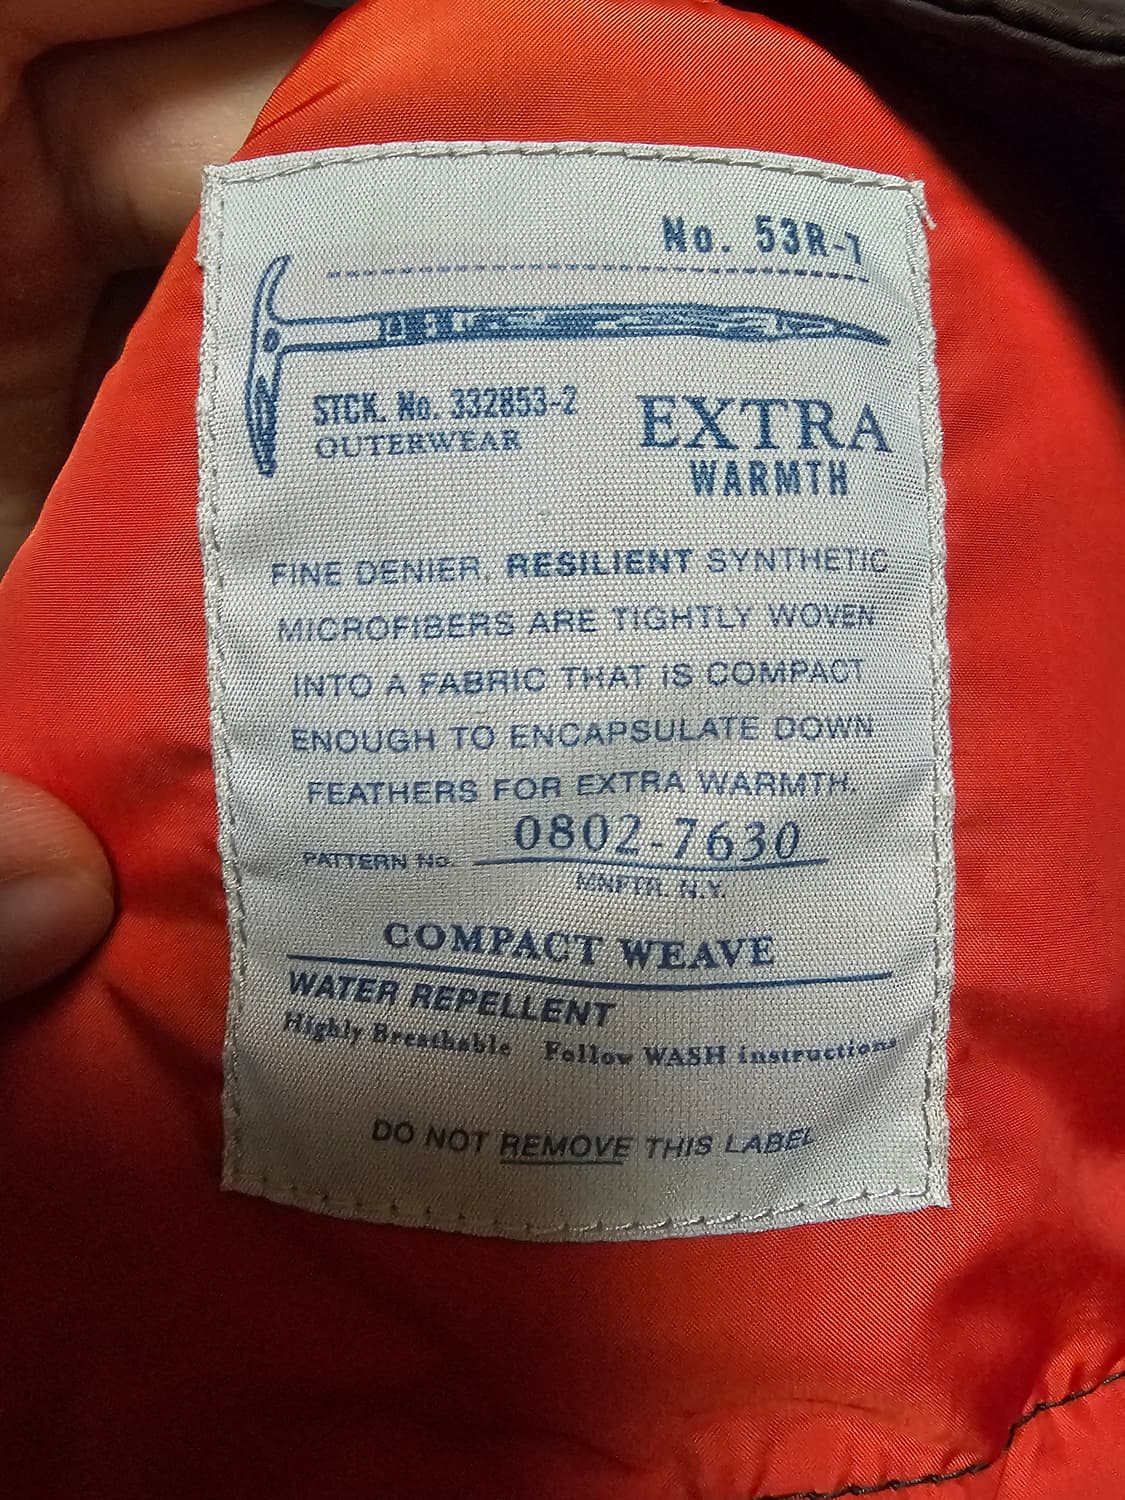 No. 53R-1
STCK. No. 332853-2
OUTERWEAR
EXTRA
WARMTH
FINE DENIER, RESILIENT SYNTHETIC
MICROFIBERS ARE TIGHTLY WOVEN
INTO A FABRIC THAT IS COMPACT
ENOUGH TO ENCAPSULATE DOWN
FEATHERS FOR EXTRA WARMTH.
PATTERN No. 0802-7630
MNFTR. N.Y.
COMPACT WEAVE
WATER REPELLENT
Highly Breathable Follow WASH instructions
DO NOT REMOVE THIS LABEL